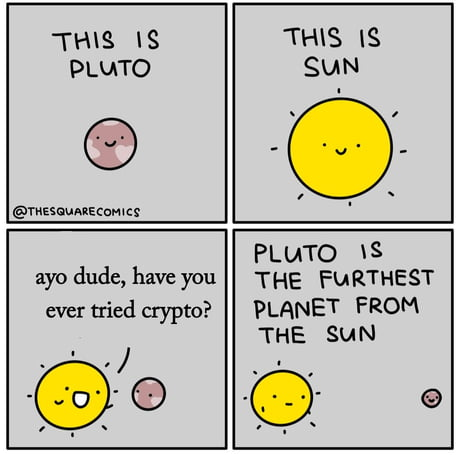 THIS IS
PLUTO
@THESQUARECOMICS
THIS IS
SUN
ayo dude, have you
ever tried crypto?
PLUTO IS
THE FURTHEST
PLANET FROM
THE SUN